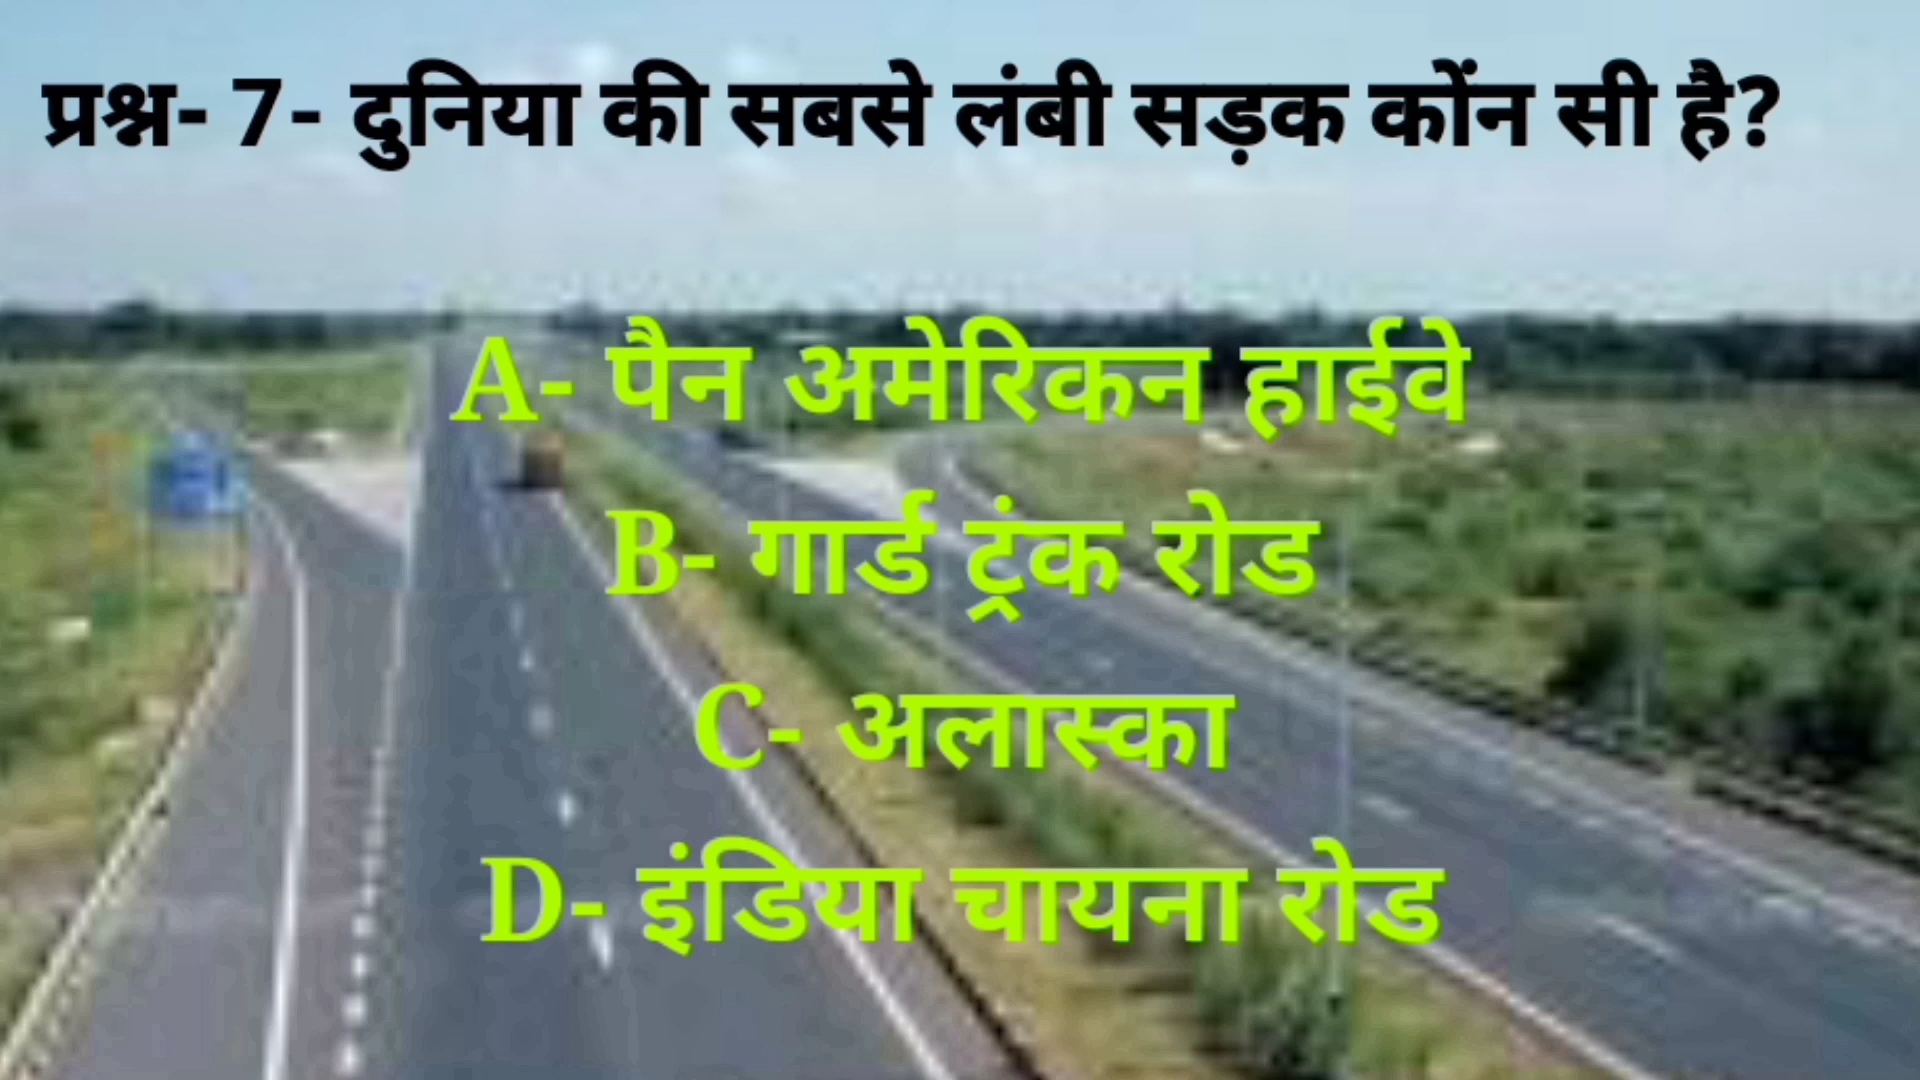 प्रश्न- 7- दुनिया की सबसे लंबी सड़क कोंन सी है?
A- पैन अमेरिकन हाईवे
B- गार्ड ट्रंक रोड
C- अलास्का
D- इंडिया चायना रोड